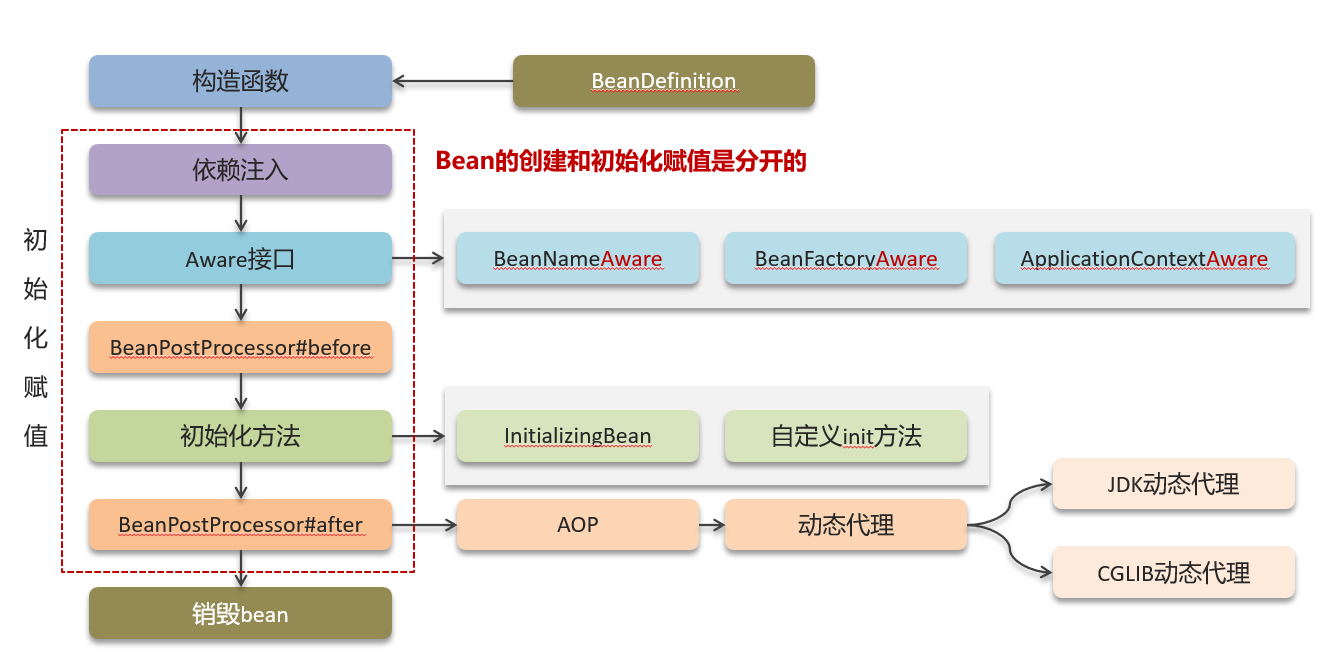 构造函数
BeanDefinition
Bean的创建和初始化赋值是分开的
初始化赋值
依赖注入
Aware接口
BeanNameAware
BeanFactoryAware
ApplicationContextAware
BeanPostProcessor#before
初始化方法
InitializingBean
自定义init方法
BeanPostProcessor#after
AOP
动态代理
JDK动态代理
CGLIB动态代理
销毁bean